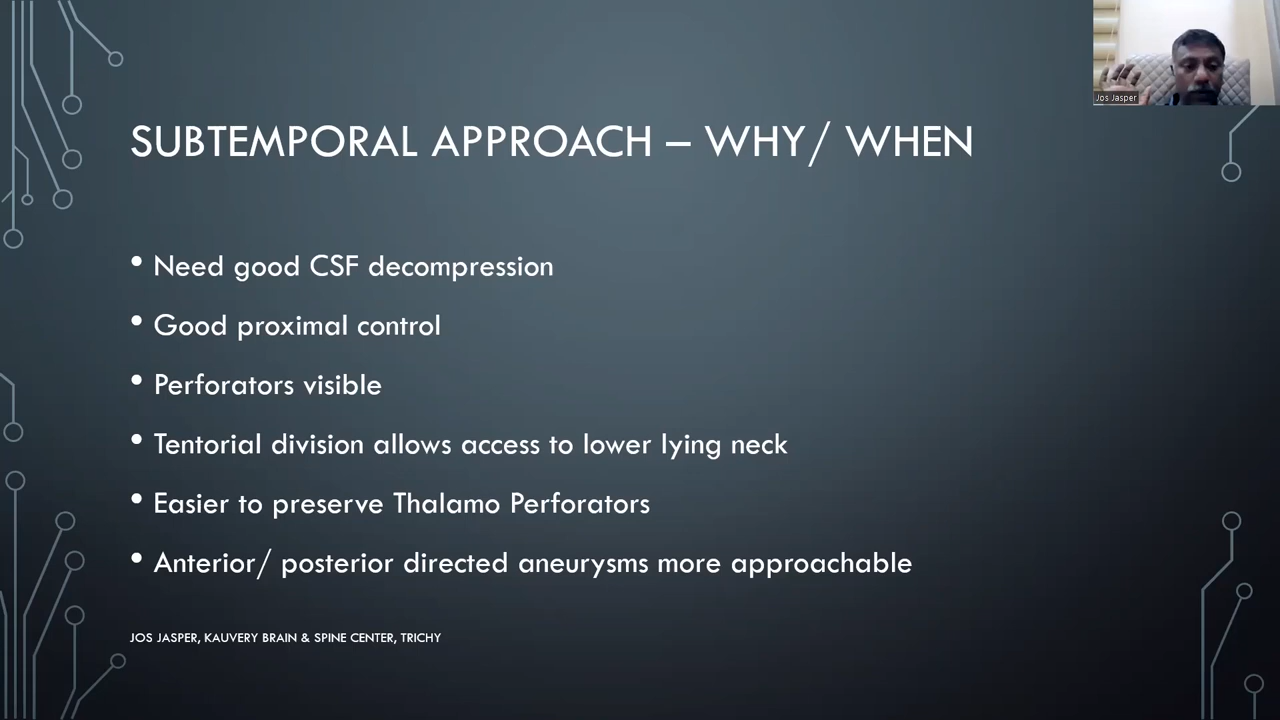 Jos Jasper
SUBTEMPORAL APPROACH – WHY/ WHEN
• Need good CSF decompression
• Good proximal control
• Perforators visible
• Tentorial division allows access to lower lying neck
• Easier to preserve Thalamo Perforators
• Anterior/ posterior directed aneurysms more approachable
JOS JASPER, KAUVERY BRAIN & SPINE CENTER, TRICHY